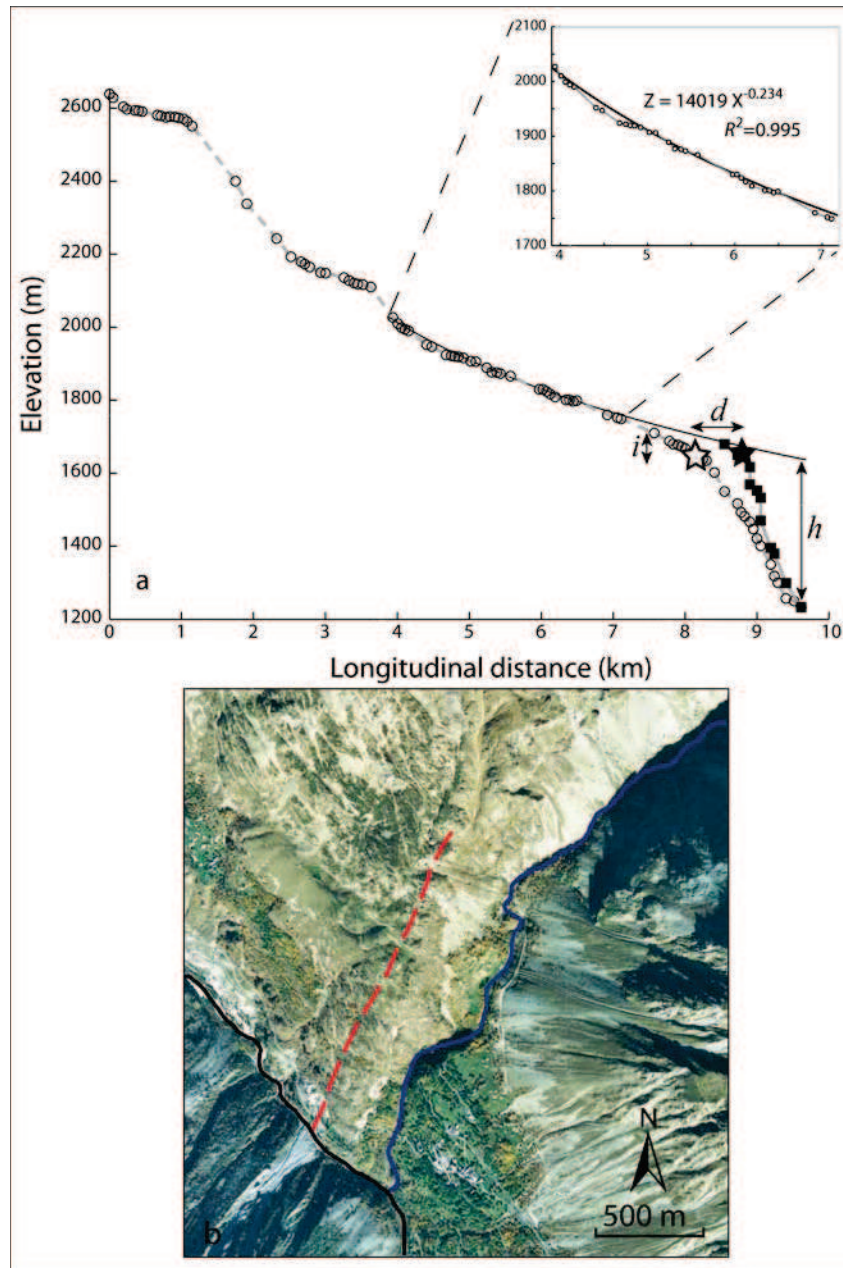 2100
2000
1900
1800
1700
4
5
6
7
Z = 14019 X^-0.234
R²=0.995
2600
2400
2200
2000
1800
1600
1400
1200
Elevation (m)
d
i
h
a
0 1 2 3 4 5 6 7 8 9 10
Longitudinal distance (km)
N
500 m
b